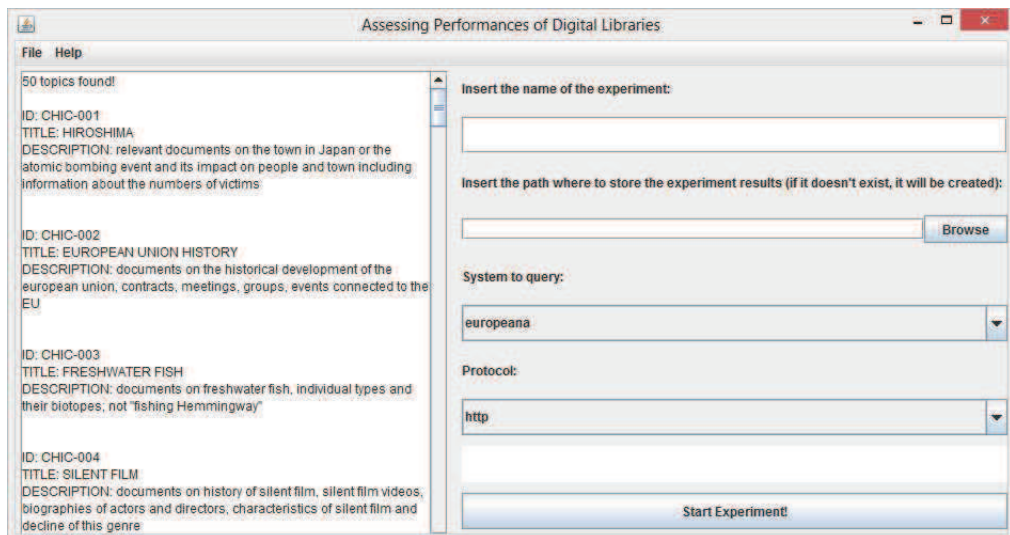 Assessing Performances of Digital Libraries
File Help
50 topics found!
ID: CHIC-001
TITLE: HIROSHIMA
DESCRIPTION: relevant documents on the town in Japan or the
atomic bombing event and its impact on people and town including
information about the numbers of victims
ID: CHIC-002
TITLE: EUROPEAN UNION HISTORY
DESCRIPTION: documents on the historical development of the
european union, contracts, meetings, groups, events connected to the
EU
ID: CHIC-003
TITLE: FRESHWATER FISH
DESCRIPTION: documents on freshwater fish, individual types and
their biotopes, not "fishing Hemmingway"
ID: CHIC-004
TITLE: SILENT FILM
DESCRIPTION: documents on history of silent film, silent film videos,
biographies of actors and directors, characteristics of silent film and
decline of this genre
Insert the name of the experiment:
Insert the path where to store the experiment results (if it doesn't exist, it will be created):
Browse
System to query:
europeana
Protocol:
http
Start Experiment!